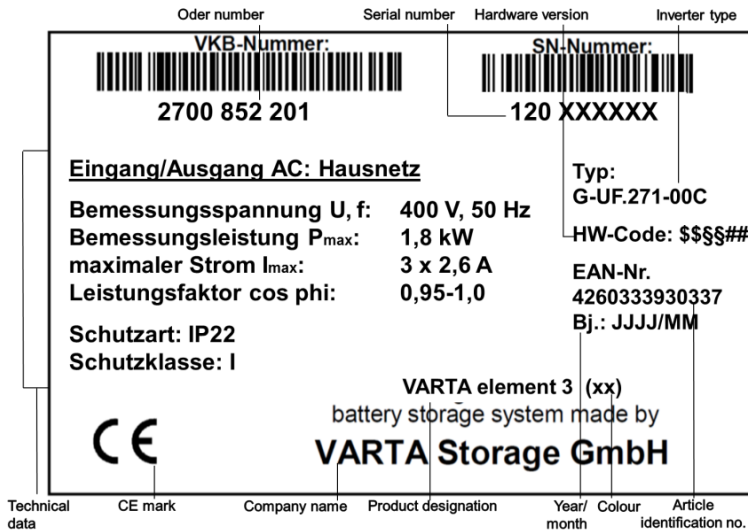 Oder number
Serial number
Hardware version
Inverter type
VKB-Nummer:
SN-Nummer:
2700 852 201
120 XXXXXX
Eingang/Ausgang AC: Hausnetz
Bemessungsspannung U, f: 400 V, 50 Hz
Bemessungsleistung Pmax: 1,8 kW
maximaler Strom Imax: 3 x 2,6 A
Leistungsfaktor cos phi: 0,95-1,0
Schutzart: IP22
Schutzklasse: I
Typ:
G-UF.271-00C
HW-Code: $$§§##
EAN-Nr.
4260333930337
Bj.: JJJJ/MM
VARTA element 3 (xx)
battery storage system made by
VARTA Storage GmbH
CE
Technical
data
CE mark
Company name
Product designation
Year/
month
Colour
Article
identification no.